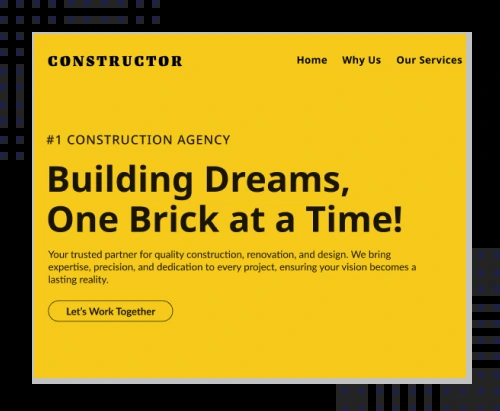 CONSTRUCTOR
Home Why Us Our Services
#1 CONSTRUCTION AGENCY
Building Dreams,
One Brick at a Time!
Your trusted partner for quality construction, renovation, and design. We bring
expertise, precision, and dedication to every project, ensuring your vision becomes a
lasting reality.
Let's Work Together